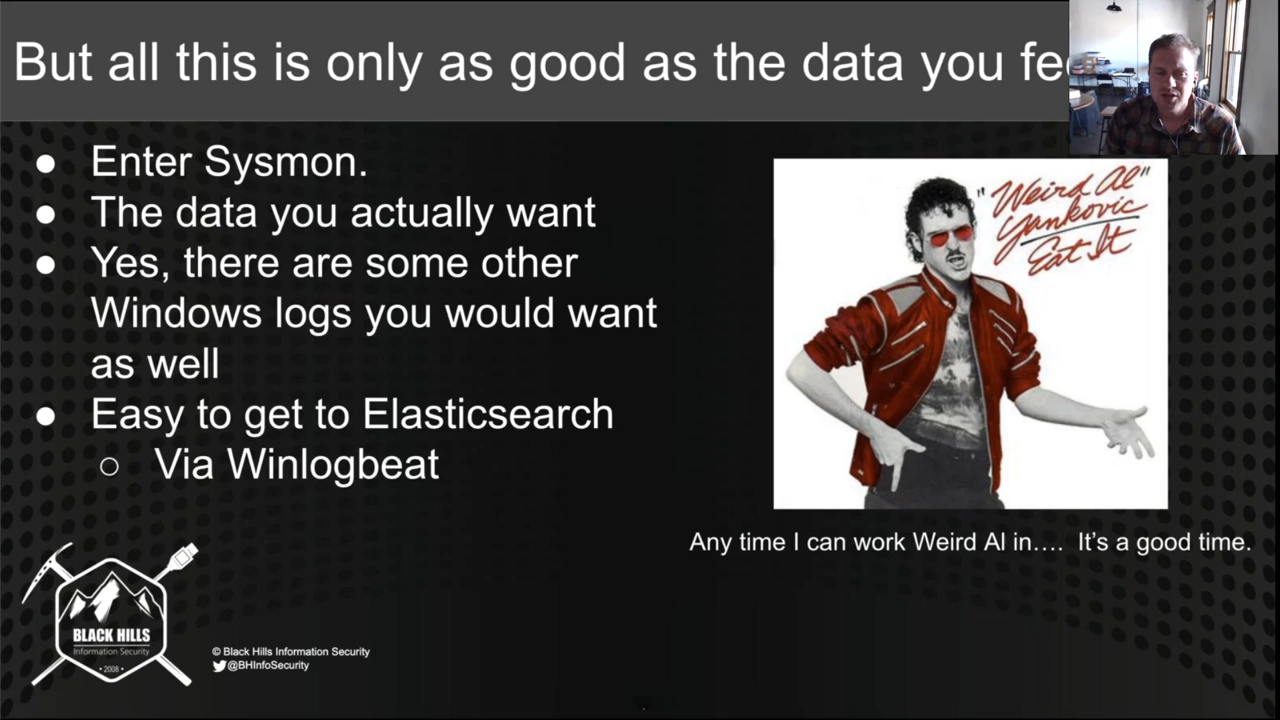 But all this is only as good as the data you fe
● Enter Sysmon.
● The data you actually want
● Yes, there are some other
Windows logs you would want
as well
● Easy to get to Elasticsearch
○ Via Winlogbeat
"Weird Al"
Yankovic
Eat It
Any time I can work Weird Al in.... It's a good time.
BLACK HILLS
Information Security
• 2008 •
© Black Hills Information Security
@BHInfoSecurity